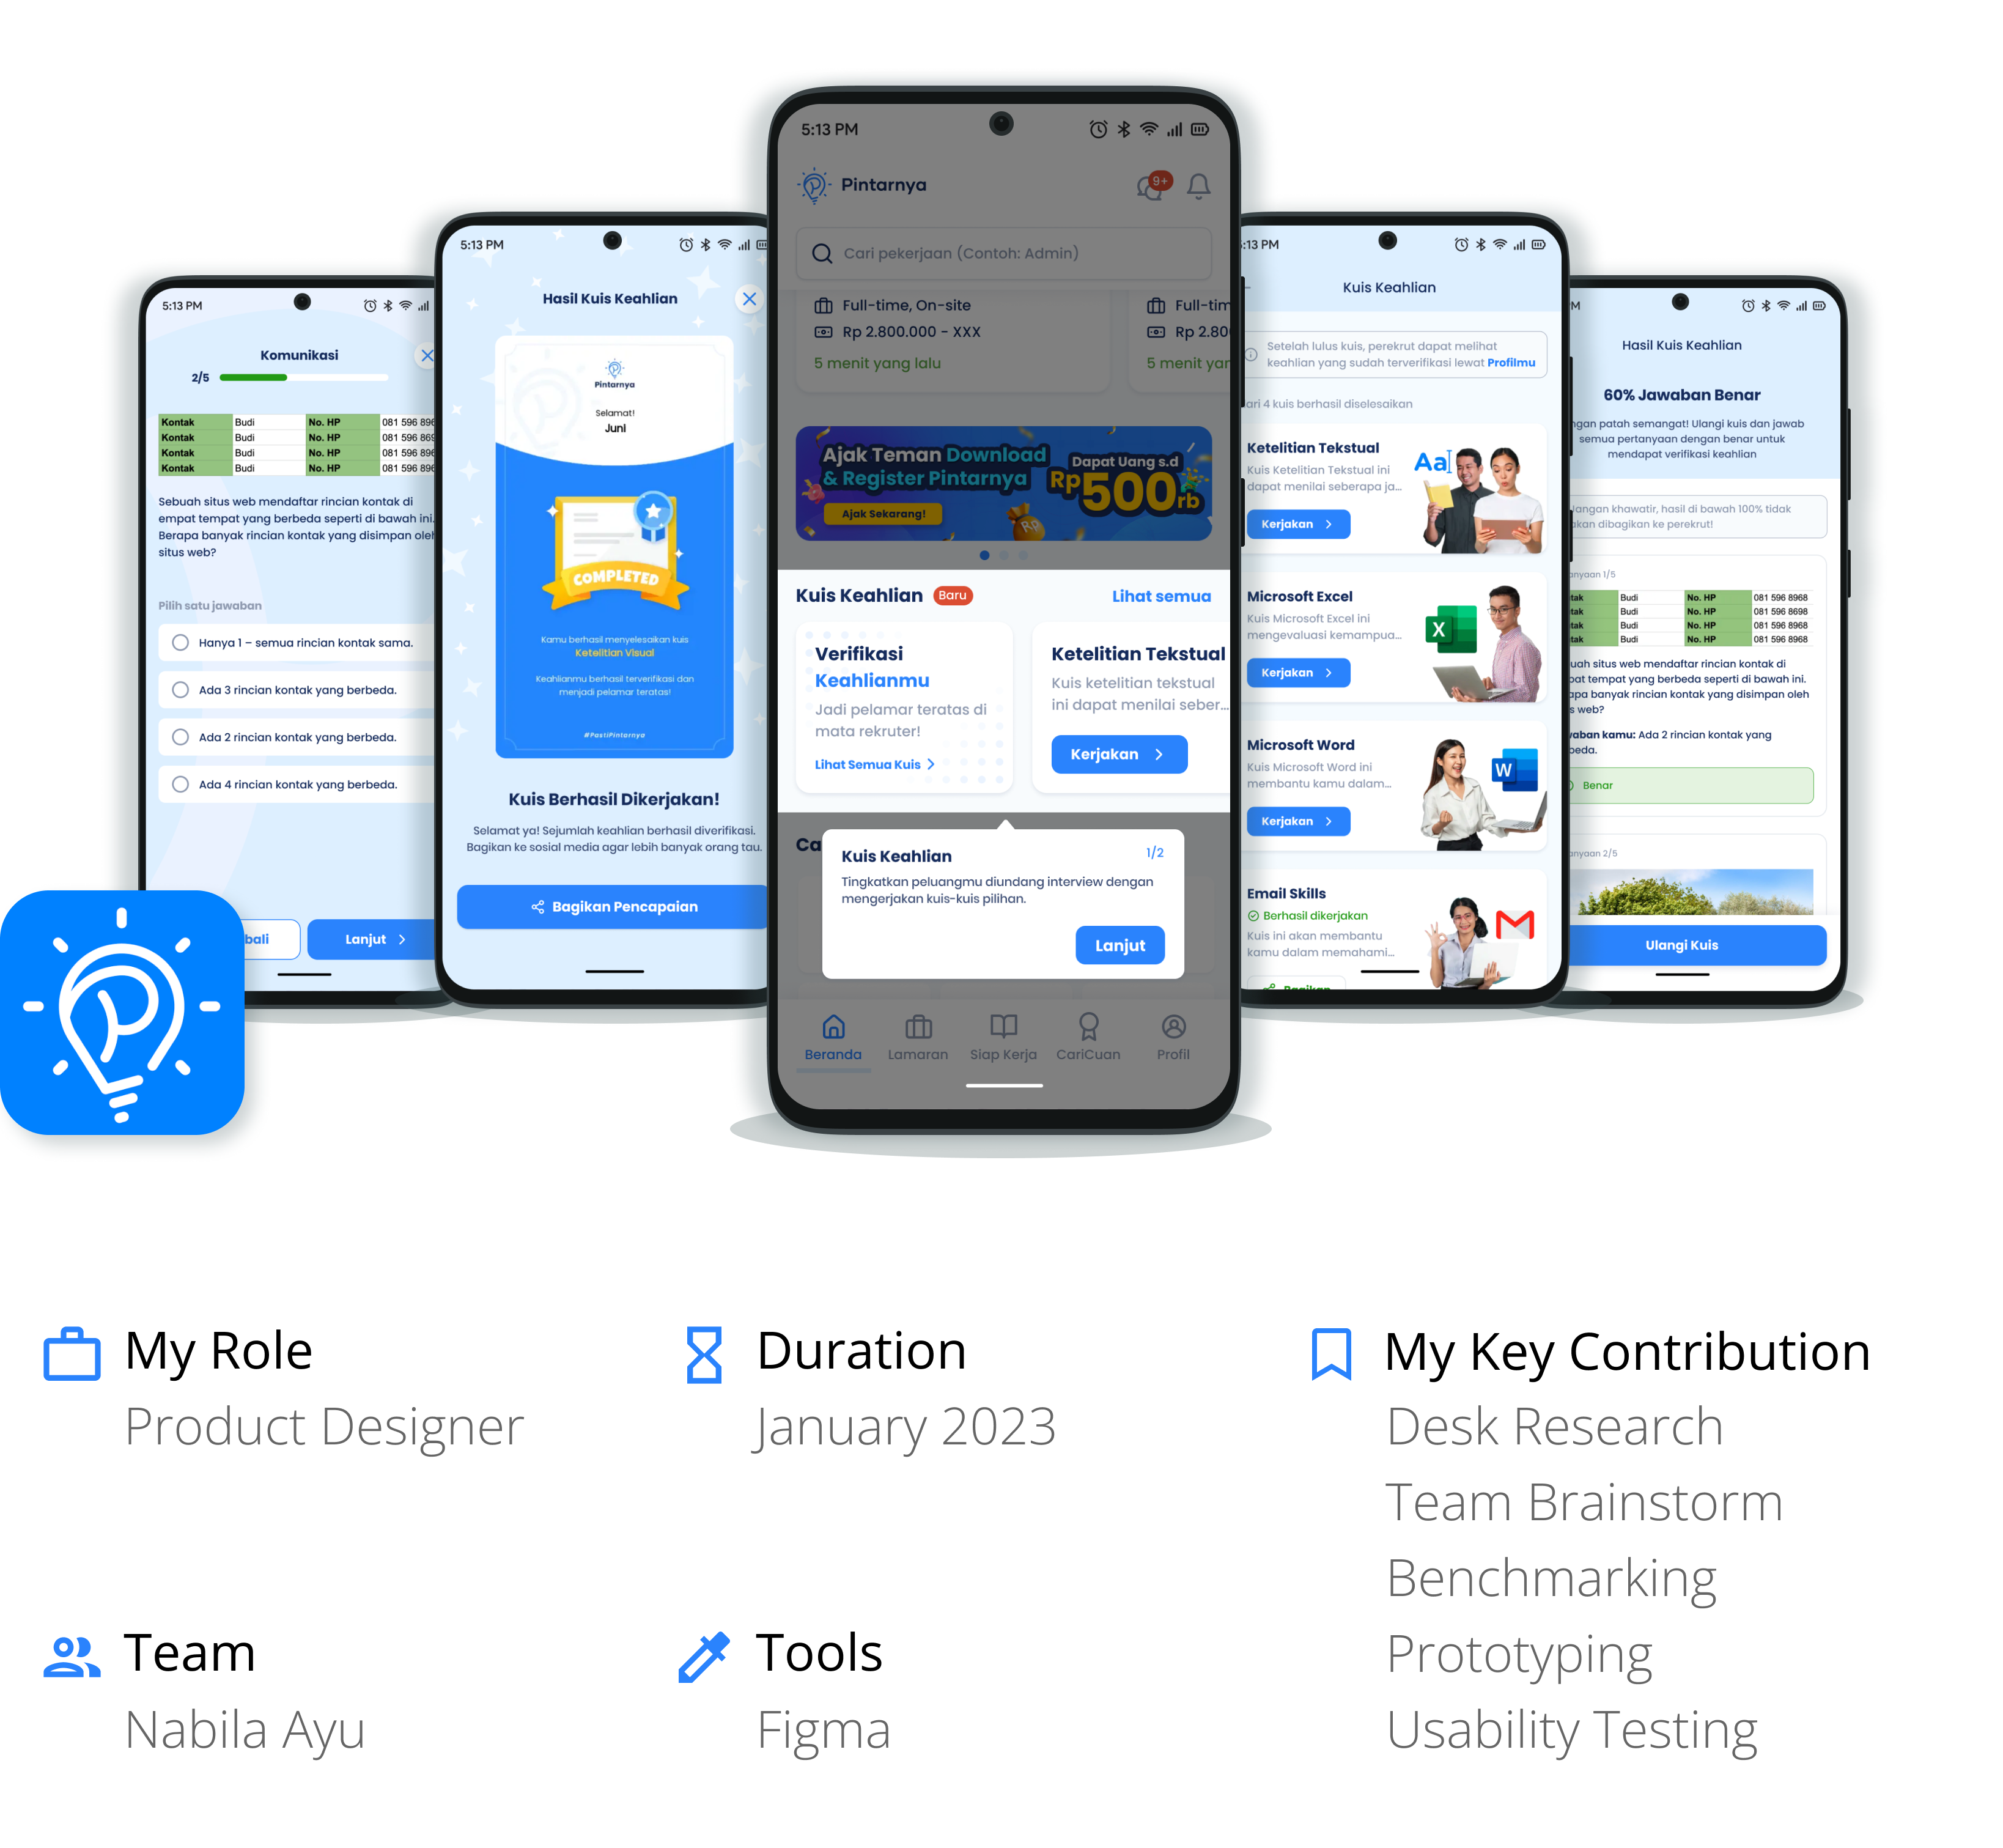 5:13 PM
Komunikasi
2/5
Kontak Budi No. HP 081 596
Kontak Budi No. HP 081 596
Kontak Budi No. HP 081 596
Kontak Budi No. HP 081 596
Sebuah situs web mendaftar rincian kontak di
empat tempat yang berbeda seperti di bawah ini.
Berapa banyak rincian kontak yang disimpan oleh
situs web?
Pilih satu jawaban
Hanya 1 – semua rincian kontak sama.
Ada 3 rincian kontak yang berbeda.
Ada 2 rincian kontak yang berbeda.
Ada 4 rincian kontak yang berbeda.
bali
Lanjut
5:13 PM
Hasil Kuis Keahlian
Pintarnya
Selamat!
Juni
COMPLETED
Kamu berhasil menyelesaikan kuis
Ketelitian Visual
Keahlianmu berhasil terverifikasi dan
menjadi pelamar teratas!
#PastiPintarnya
Kuis Berhasil Dikerjakan!
Selamat ya! Sejumlah keahlian berhasil diverifikasi.
Bagikan ke sosial media agar lebih banyak orang tau.
Bagikan Pencapaian
5:13 PM
Pintarnya
9+
Cari pekerjaan (Contoh: Admin)
Full-time, On-site
Full-tim
Rp 2.800.000 - XXX
Rp 2.80
5 menit yang lalu
5 menit yan
Ajak Teman Download
& Register Pintarnya
Ajak Sekarang!
Dapat Uang s.d
Rp500rb
Rp
Kuis Keahlian
Baru
Lihat semua
Verifikasi
Keahlianmu
Jadi pelamar teratas di
mata rekruter!
Lihat Semua Kuis
Ketelitian Tekstual
Kuis ketelitian tekstual
ini dapat menilai seber...
Kerjakan
Ca
Kuis Keahlian
1/2
Tingkatkan peluangmu diundang interview dengan
mengerjakan kuis-kuis pilihan.
Lanjut
Beranda
Lamaran
Siap Kerja
CariCuan
Profil
:13 PM
Kuis Keahlian
Setelah lulus kuis, perekrut dapat melihat
keahlian yang sudah terverifikasi lewat Profilmu
ari 4 kuis berhasil diselesaikan
Ketelitian Tekstual
Kuis Ketelitian Tekstual ini
dapat menilai seberapa ja...
Kerjakan
Aa
Microsoft Excel
Kuis Microsoft Excel ini
mengevaluasi kemampua...
Kerjakan
X
Microsoft Word
Kuis Microsoft Word ini
membantu kamu dalam...
Kerjakan
W
Email Skills
Berhasil dikerjakan
Kuis ini akan membantu
kamu dalam memahami...
Bagikan
M
Hasil Kuis Keahlian
60% Jawaban Benar
ngan patah semangat! Ulangi kuis dan jawab
semua pertanyaan dengan benar untuk
mendapat verifikasi keahlian
Jangan khawatir, hasil di bawah 100% tidak
akan dibagikan ke perekrut!
anyaan 1/5
tak Budi No. HP 081 596 8968
tak Budi No. HP 081 596 8698
tak Budi No. HP 081 596 8968
tak Budi No. HP 081 596 8968
uah situs web mendaftar rincian kontak di
pat tempat yang berbeda seperti di bawah ini.
apa banyak rincian kontak yang disimpan oleh
s web?
vaban kamu: Ada 2 rincian kontak yang
beda.
Benar
anyaan 2/5
Ulangi Kuis
My Role
Product Designer
Duration
January 2023
My Key Contribution
Desk Research
Team Brainstorm
Benchmarking
Prototyping
Usability Testing
Team
Nabila Ayu
Tools
Figma